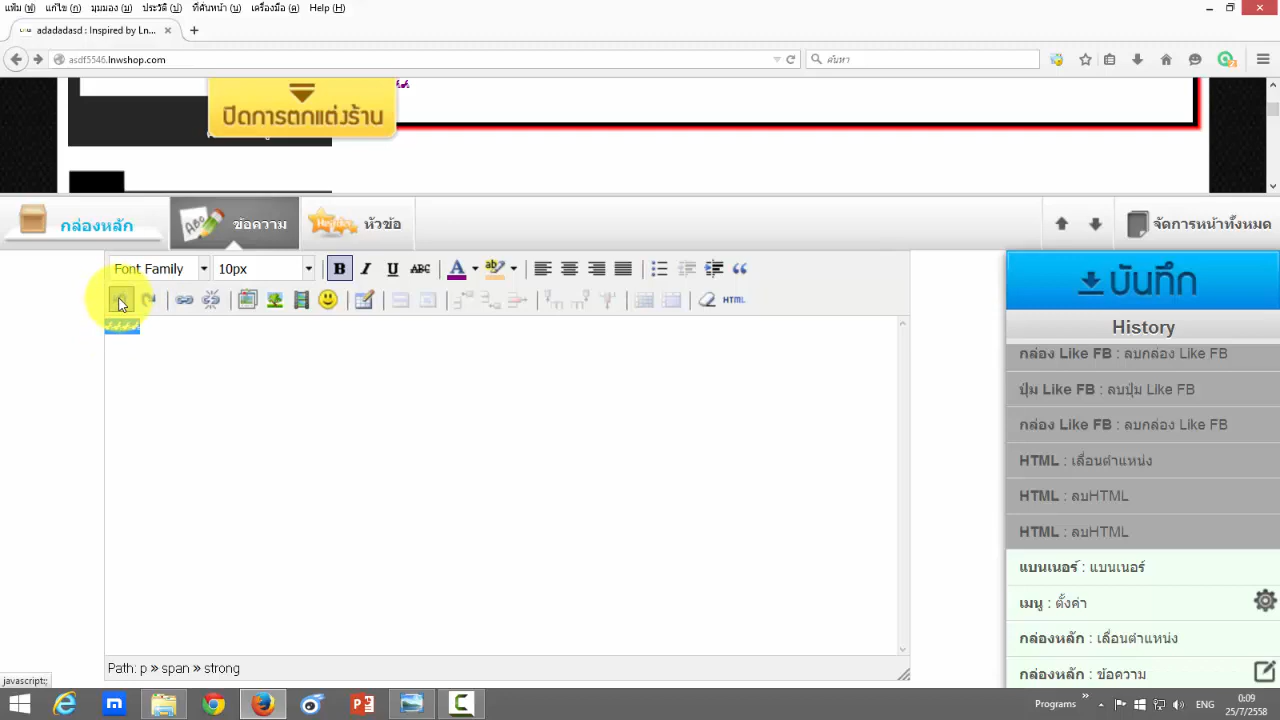 แฟ้ม (ฟ) แก้ไข (ก) มุมมอง (ม) ประวัติ (ป) ที่คั่นหน้า (น) เครื่องมือ (ค) Help (H)
adadadasd : Inspired by Ln...
asdf5546.lnwshop.com
ค้นหา
ปิดการตกแต่งร้าน
กล่องหลัก
ข้อความ
หัวข้อ
จัดการหน้าทั้งหมด
Font Family 10px B I U ABC A ab
HTML
บันทึก
History
กล่อง Like FB : ลบกล่อง Like FB
ปุ่ม Like FB : ลบปุ่ม Like FB
กล่อง Like FB : ลบกล่อง Like FB
HTML : เลื่อนตำแหน่ง
HTML : ลบHTML
HTML : ลบHTML
แบนเนอร์ : แบนเนอร์
เมนู : ตั้งค่า
กล่องหลัก : เลื่อนตำแหน่ง
กล่องหลัก : ข้อความ
Path: p » span » strong
javascript:;
Programs
ENG
0:09
25/7/2558